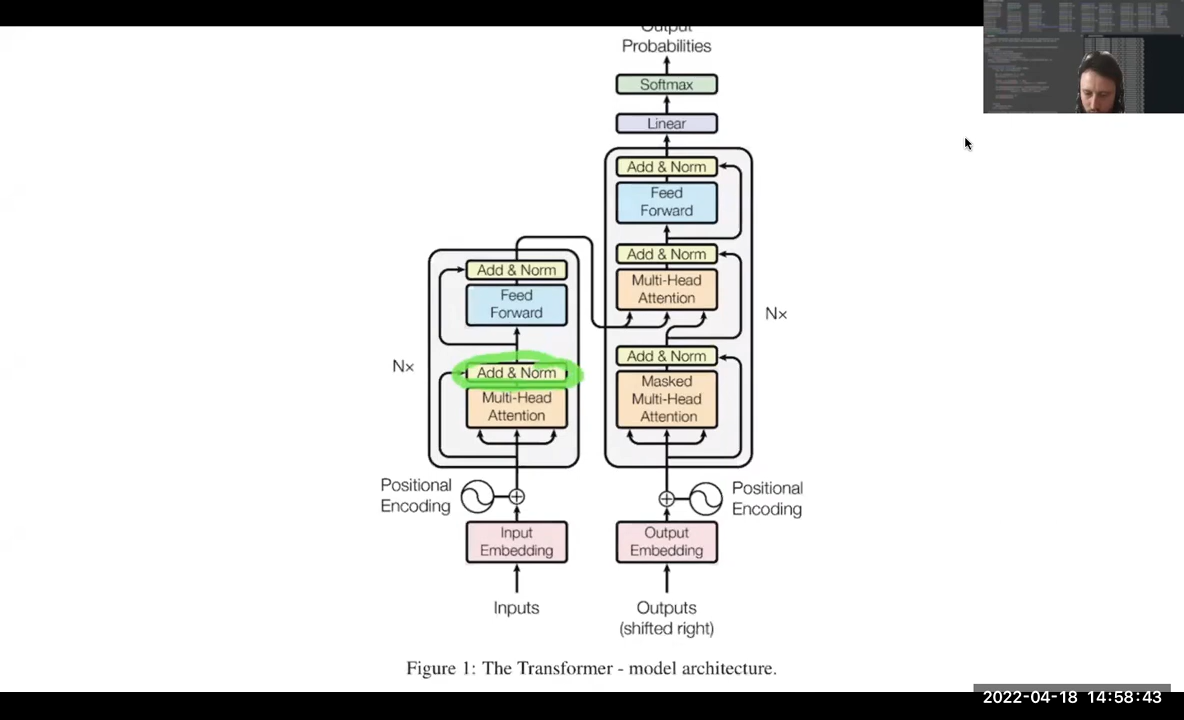 Output
Probabilities
Softmax
Linear
Add & Norm
Feed
Forward
Add & Norm
Multi-Head
Attention
Nx
Add & Norm
Masked
Multi-Head
Attention
Add & Norm
Feed
Forward
Nx
Add & Norm
Multi-Head
Attention
Positional
Encoding
Positional
Encoding
Input
Embedding
Output
Embedding
Inputs
Outputs
(shifted right)
Figure 1: The Transformer - model architecture.
2022-04-18 14:58:43